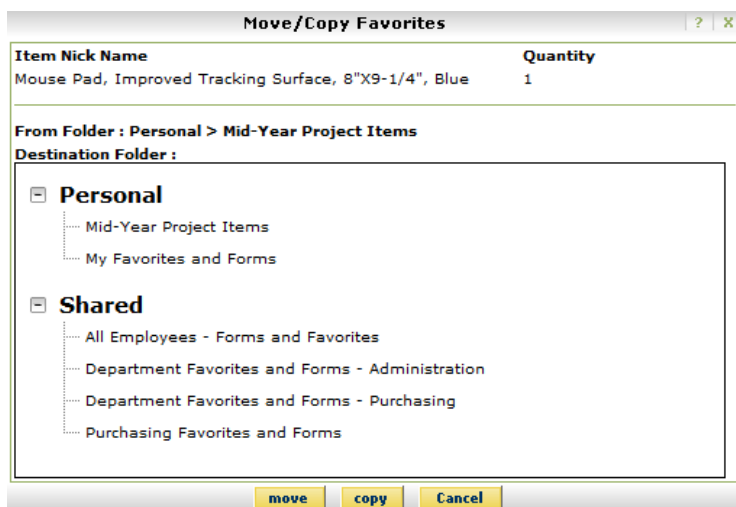 Move/Copy Favorites ? X
Item Nick Name Quantity
Mouse Pad, Improved Tracking Surface, 8"X9-1/4", Blue 1
From Folder : Personal > Mid-Year Project Items
Destination Folder :
Personal
Mid-Year Project Items
My Favorites and Forms
Shared
All Employees - Forms and Favorites
Department Favorites and Forms - Administration
Department Favorites and Forms - Purchasing
Purchasing Favorites and Forms
move copy Cancel